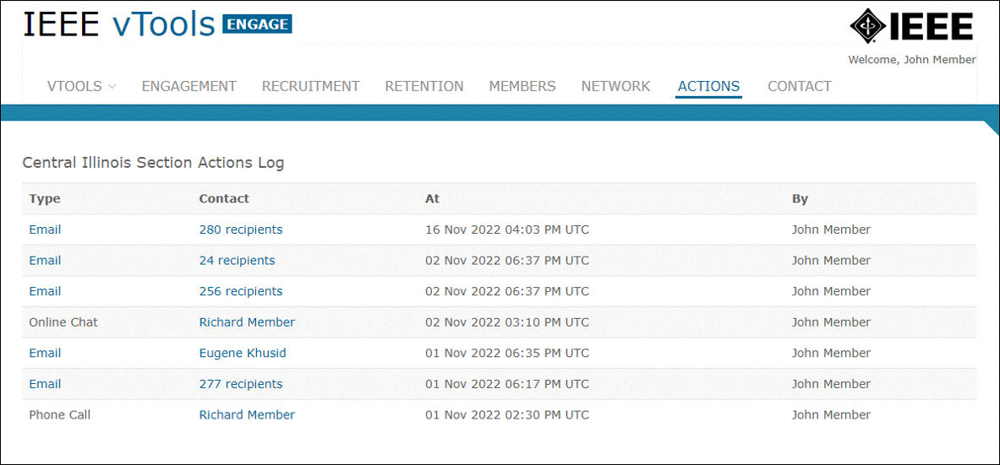 IEEE vTools ENGAGE
IEEE
Welcome, John Member
VTOOLS ENGAGEMENT RECRUITMENT RETENTION MEMBERS NETWORK ACTIONS CONTACT
Central Illinois Section Actions Log
Type Contact At By
Email 280 recipients 16 Nov 2022 04:03 PM UTC John Member
Email 24 recipients 02 Nov 2022 06:37 PM UTC John Member
Email 256 recipients 02 Nov 2022 06:37 PM UTC John Member
Online Chat Richard Member 02 Nov 2022 03:10 PM UTC John Member
Email Eugene Khusid 01 Nov 2022 06:35 PM UTC John Member
Email 277 recipients 01 Nov 2022 06:17 PM UTC John Member
Phone Call Richard Member 01 Nov 2022 02:30 PM UTC John Member